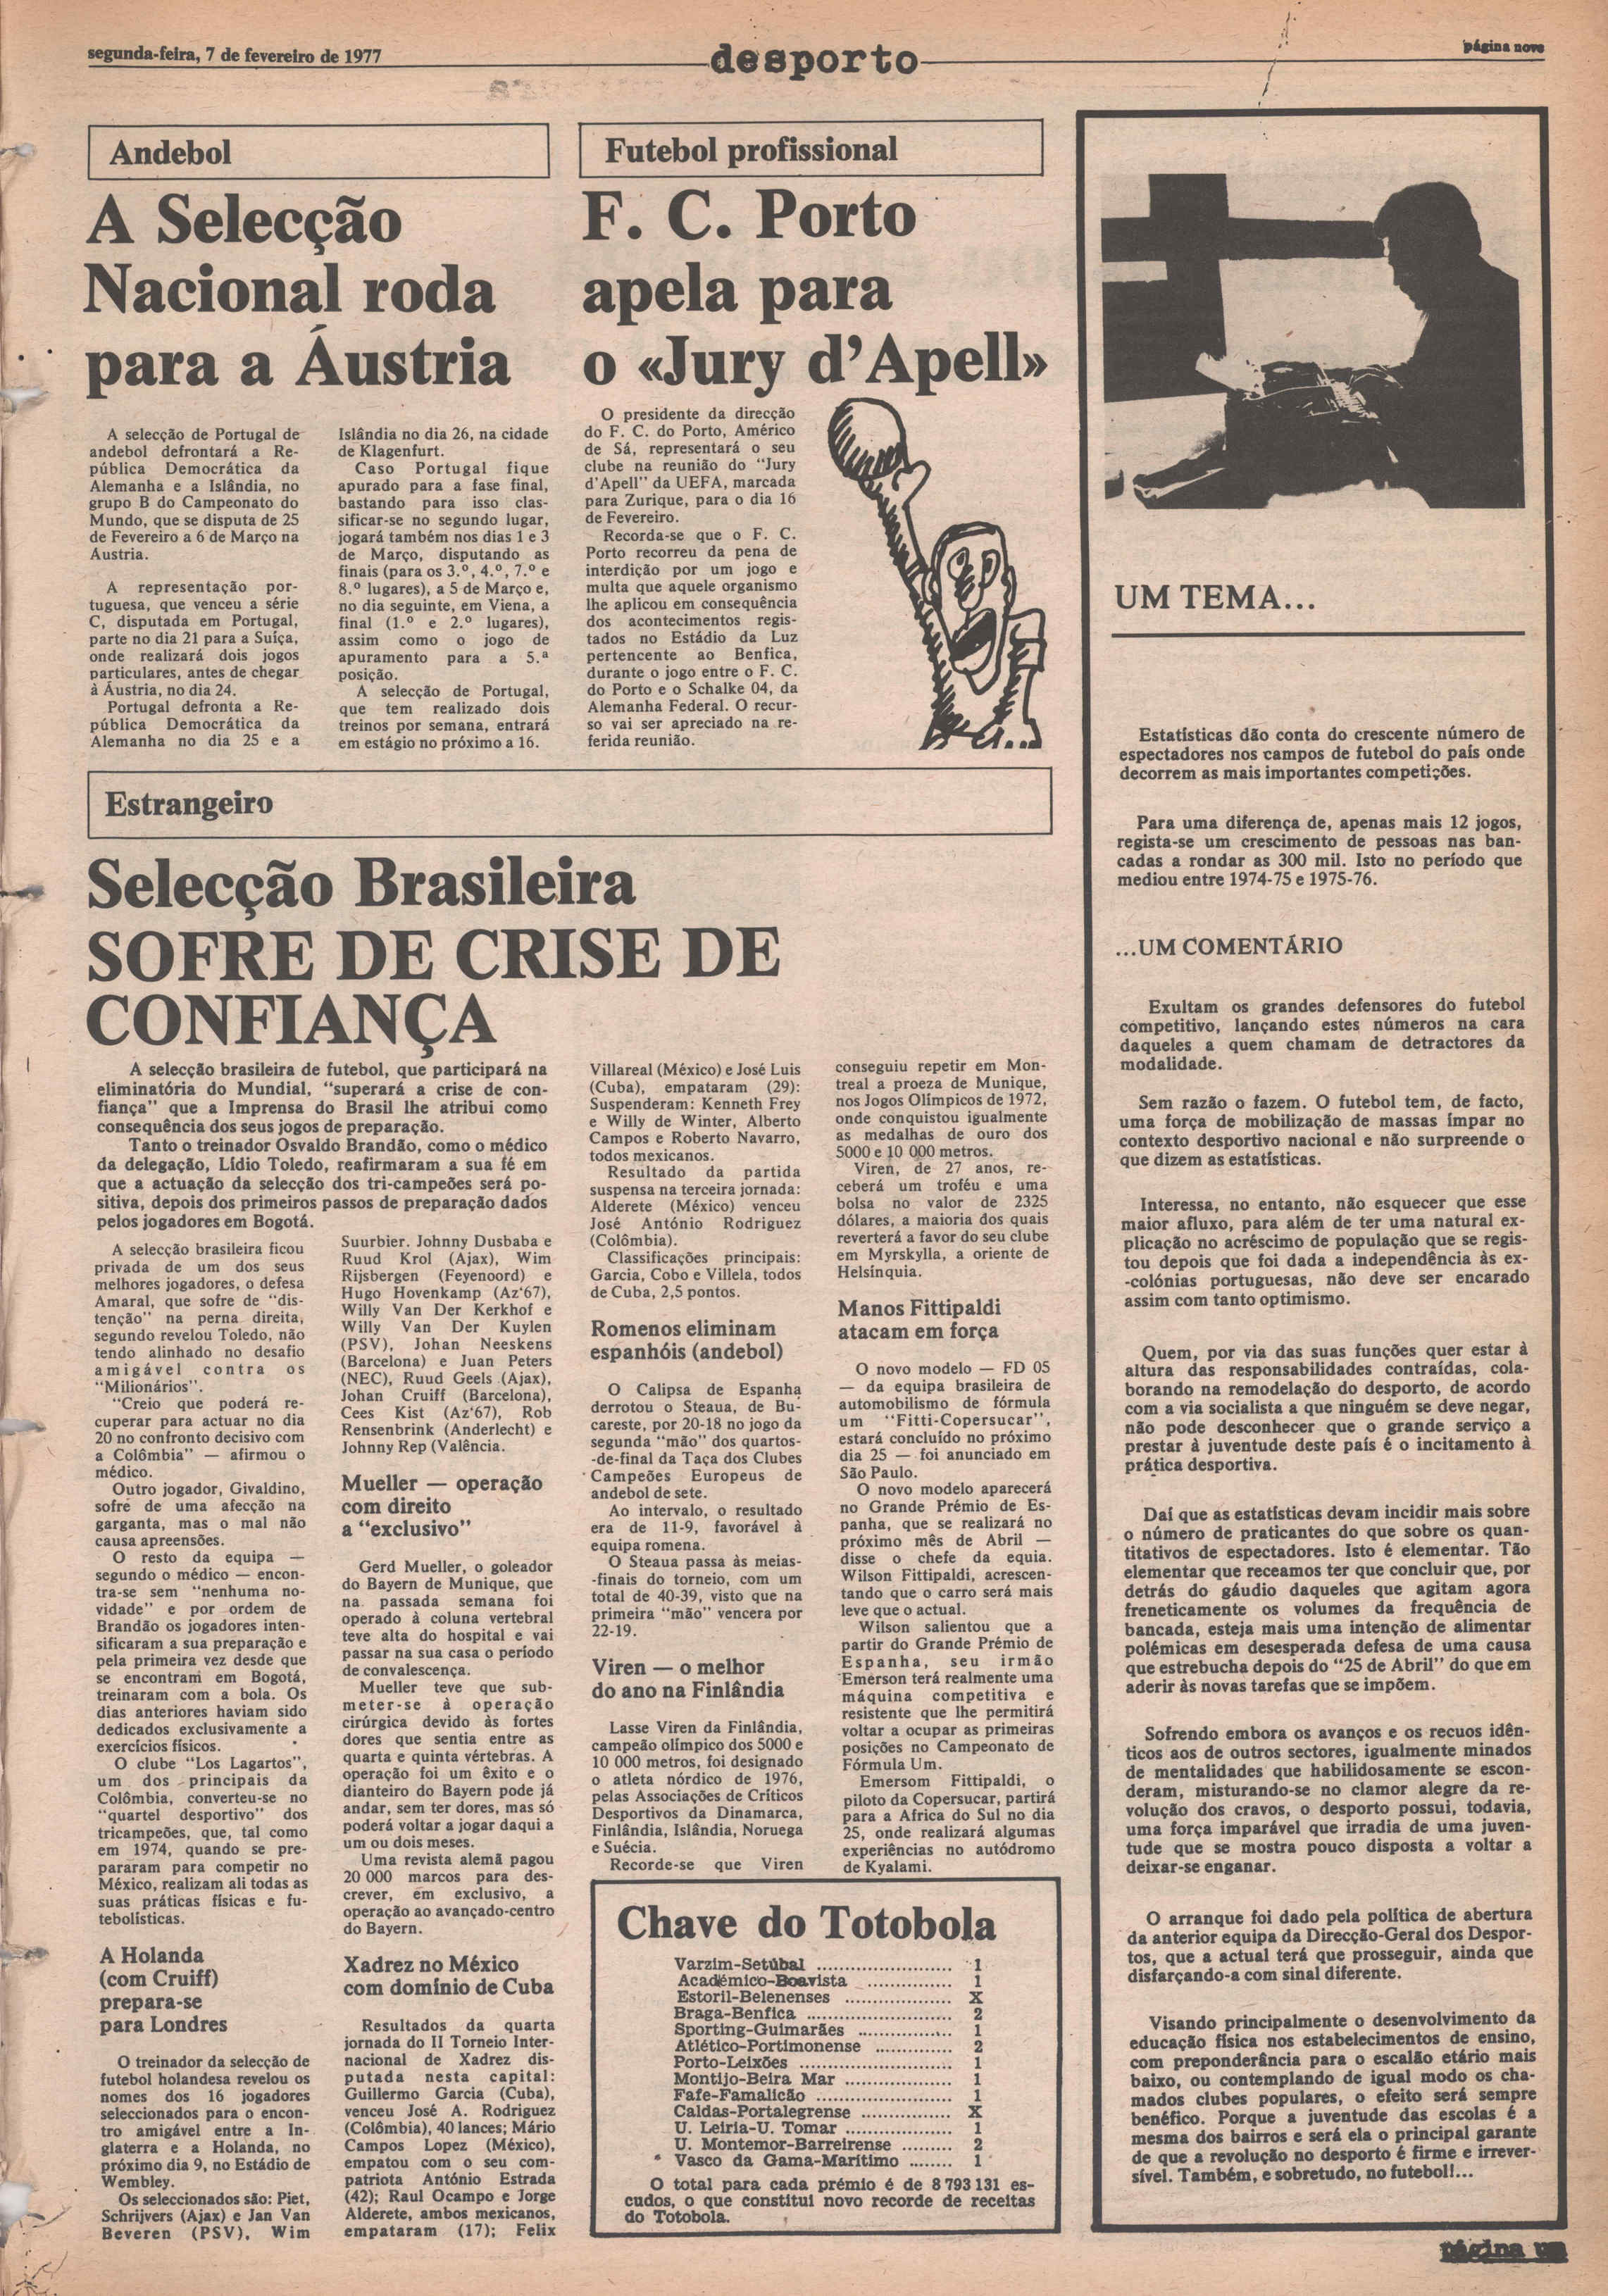 segunda-feira, 7 de fevereiro de 1977
desporto
página nove
Andebol
A Selecção
Nacional roda
para a Áustria
A selecção de Portugal de
andebol defrontará a Re-
pública Democrática da
Alemanha e a Islândia, no
grupo B do Campeonato do
Mundo, que se disputa de 25
de Fevereiro a 6 de Março na
Áustria.
A representação por-
tuguesa, que venceu a série
C, disputada em Portugal,
parte no dia 21 para a Suíça,
onde realizará dois jogos
particulares, antes de chegar
à Áustria, no dia 24.
Portugal defronta a Re-
pública Democrática da
Alemanha no dia 25 e a
Islândia no dia 26, na cidade
de Klagenfurt.
Caso Portugal fique
apurado para a fase final,
bastando para isso clas-
sificar-se no segundo lugar,
jogará também nos dias 1 e 3
de Março, disputando as
finais (para os 3.º, 4.º, 7.º e
8.º lugares), a 5 de Março e,
no dia seguinte, em Viena, a
final (1.º e 2.º lugares),
assim como o jogo de
apuramento para a 5.ª
posição.
A selecção de Portugal,
que tem realizado dois
treinos por semana, entrará
em estágio no próximo a 16.
Futebol profissional
F. C. Porto
apela para
o «Jury d'Apell»
O presidente da direcção
do F. C. do Porto, Américo
de Sá, representará o seu
clube na reunião do "Jury
d'Apell" da UEFA, marcada
para Zurique, para o dia 16
de Fevereiro.
Recorda-se que o F. C.
Porto recorreu da pena de
interdição por um jogo e
multa que aquele organismo
lhe aplicou em consequência
dos acontecimentos regis-
tados no Estádio da Luz
pertencente ao Benfica,
durante o jogo entre o F. C.
do Porto e o Schalke 04, da
Alemanha Federal. O recur-
so vai ser apreciado na re-
ferida reunião.
Estrangeiro
Selecção Brasileira
SOFRE DE CRISE DE
CONFIANÇA
A selecção brasileira de futebol, que participará na
eliminatória do Mundial, "superará a crise de con-
fiança" que a Imprensa do Brasil lhe atribui como
consequência dos seus jogos de preparação.
Tanto o treinador Osvaldo Brandão, como o médico
da delegação, Lídio Toledo, reafirmaram a sua fé em
que a actuação da selecção dos tri-campeões será po-
sitiva, depois dos primeiros passos de preparação dados
pelos jogadores em Bogotá.
A selecção brasileira ficou
privada de um dos seus
melhores jogadores, o defesa
Amaral, que sofre de "dis-
tenção" na perna direita,
segundo revelou Toledo, não
tendo alinhado no desafio
amigável contra os
"Milionários".
"Creio que poderá re-
cuperar para actuar no dia
20 no confronto decisivo com
a Colômbia" — afirmou o
médico.
Outro jogador, Givaldino,
sofre de uma afecção na
garganta, mas o mal não
causa apreensões.
O resto da equipa —
segundo o médico — encon-
tra-se sem "nenhuma no-
vidade" e por ordem de
Brandão os jogadores inten-
sificaram a sua preparação e
pela primeira vez desde que
se encontram em Bogotá,
treinaram com a bola. Os
dias anteriores haviam sido
dedicados exclusivamente a
exercícios físicos.
O clube "Los Lagartos",
um dos principais da
Colômbia, converteu-se no
"quartel desportivo" dos
tricampeões, que, tal como
em 1974, quando se pre-
pararam para competir no
México, realizam ali todas as
suas práticas físicas e fu-
tebolísticas.
A Holanda
(com Cruiff)
prepara-se
para Londres
O treinador da selecção de
futebol holandesa revelou os
nomes dos 16 jogadores
seleccionados para o encon-
tro amigável entre a In-
glaterra e a Holanda, no
próximo dia 9, no Estádio de
Wembley.
Os seleccionados são: Piet,
Schrijvers (Ajax) e Jan Van
Beveren (PSV), Wim
Suurbier. Johnny Dusbaba e
Ruud Krol (Ajax), Wim
Rijsbergen (Feyenoord) e
Hugo Hovenkamp (Az'67),
Willy Van Der Kerkhof e
Willy Van Der Kuylen
(PSV), Johan Neeskens
(Barcelona) e Juan Peters
(NEC), Ruud Geels (Ajax),
Johan Cruiff (Barcelona),
Cees Kist (Az'67), Rob
Rensenbrink (Anderlecht) e
Johnny Rep (Valência.
Mueller — operação
com direito
a "exclusivo"
Gerd Mueller, o goleador
do Bayern de Munique, que
na passada semana foi
operado à coluna vertebral
teve alta do hospital e vai
passar na sua casa o período
de convalescença.
Mueller teve que sub-
meter-se à operação
cirúrgica devido às fortes
dores que sentia entre as
quarta e quinta vértebras. A
operação foi um êxito e o
dianteiro do Bayern pode já
andar, sem ter dores, mas só
poderá voltar a jogar daqui a
um ou dois meses.
Uma revista alemã pagou
20 000 marcos para des-
crever, em exclusivo, a
operação ao avançado-centro
do Bayern.
Xadrez no México
com domínio de Cuba
Resultados da quarta
jornada do II Torneio Inter-
nacional de Xadrez dis-
putada nesta capital:
Guillermo Garcia (Cuba),
venceu José A. Rodriguez
(Colômbia), 40 lances; Mário
Campos Lopez (México),
empatou com o seu com-
patriota António Estrada
(42); Raul Ocampo e Jorge
Alderete, ambos mexicanos,
empataram (17); Felix
Villareal (México) e José Luis
(Cuba), empataram (29):
Suspenderam: Kenneth Frey
e Willy de Winter, Alberto
Campos e Roberto Navarro,
todos mexicanos.
Resultado da partida
suspensa na terceira jornada:
Alderete (México) venceu
José António Rodriguez
(Colômbia).
Classificações principais:
Garcia, Cobo e Villela, todos
de Cuba, 2,5 pontos.
Romenos eliminam
espanhóis (andebol)
O Calipsa de Espanha
derrotou o Steaua, de Bu-
careste, por 20-18 no jogo da
segunda "mão" dos quartos-
-de-final da Taça dos Clubes
Campeões Europeus de
andebol de sete.
Ao intervalo, o resultado
era de 11-9, favorável à
equipa romena.
O Steaua passa às meias-
-finais do torneio, com um
total de 40-39, visto que na
primeira "mão" vencera por
22-19.
Viren — o melhor
do ano na Finlândia
Lasse Viren da Finlândia,
campeão olímpico dos 5000 e
10 000 metros, foi designado
o atleta nórdico de 1976,
pelas Associações de Críticos
Desportivos da Dinamarca,
Finlândia, Islândia, Noruega
e Suécia.
Recorde-se que Viren
conseguiu repetir em Mon-
treal a proeza de Munique,
nos Jogos Olímpicos de 1972,
onde conquistou igualmente
as medalhas de ouro dos
5000 e 10 000 metros.
Viren, de 27 anos, re-
ceberá um troféu e uma
bolsa no valor de 2325
dólares, a maioria dos quais
reverterá a favor do seu clube
em Myrskylla, a oriente de
Helsínquia.
Manos Fittipaldi
atacam em força
O novo modelo — FD 05
— da equipa brasileira de
automobilismo de fórmula
um "Fitti-Copersucar",
estará concluído no próximo
dia 25 — foi anunciado em
São Paulo.
O novo modelo aparecerá
no Grande Prémio de Es-
panha, que se realizará no
próximo mês de Abril —
disse o chefe da equia.
Wilson Fittipaldi, acrescen-
tando que o carro será mais
leve que o actual.
Wilson salientou que a
partir do Grande Prémio de
Espanha, seu irmão
Emerson terá realmente uma
máquina competitiva e
resistente que lhe permitirá
voltar a ocupar as primeiras
posições no Campeonato de
Fórmula Um.
Emersom Fittipaldi, o
piloto da Copersucar, partirá
para a Africa do Sul no dia
25, onde realizará algumas
experiências no autódromo
de Kyalami.
Chave do Totobola
Varzim-Setúbal ........................ 1
Académico-Boavista ............... 1
Estoril-Belenenses ................... X
Braga-Benfica .......................... 2
Sporting-Guimarães ................. 1
Atlético-Portimonense .............. 2
Porto-Leixões ........................... 1
Montijo-Beira Mar ................... 1
Fafe-Famalicão ........................ 1
Caldas-Portalegrense ................ X
U. Leiria-U. Tomar ................... 1
U. Montemor-Barreirense ......... 2
Vasco da Gama-Marítimo ........ 1
O total para cada prémio é de 8 793 131 es-
cudos, o que constitui novo recorde de receitas
do Totobola.
UM TEMA...
Estatísticas dão conta do crescente número de
espectadores nos campos de futebol do país onde
decorrem as mais importantes competições.
Para uma diferença de, apenas mais 12 jogos,
regista-se um crescimento de pessoas nas ban-
cadas a rondar as 300 mil. Isto no período que
mediou entre 1974-75 e 1975-76.
...UM COMENTÁRIO
Exultam os grandes defensores do futebol
competitivo, lançando estes números na cara
daqueles a quem chamam de detractores da
modalidade.
Sem razão o fazem. O futebol tem, de facto,
uma força de mobilização de massas ímpar no
contexto desportivo nacional e não surpreende o
que dizem as estatísticas.
Interessa, no entanto, não esquecer que esse
maior afluxo, para além de ter uma natural ex-
plicação no acréscimo de população que se regis-
tou depois que foi dada a independência às ex-
-colónias portuguesas, não deve ser encarado
assim com tanto optimismo.
Quem, por via das suas funções quer estar à
altura das responsabilidades contraídas, cola-
borando na remodelação do desporto, de acordo
com a via socialista a que ninguém se deve negar,
não pode desconhecer que o grande serviço a
prestar à juventude deste país é o incitamento à
prática desportiva.
Daí que as estatísticas devam incidir mais sobre
o número de praticantes do que sobre os quan-
titativos de espectadores. Isto é elementar. Tão
elementar que receamos ter que concluir que, por
detrás do gáudio daqueles que agitam agora
freneticamente os volumes da frequência de
bancada, esteja mais uma intenção de alimentar
polémicas em desesperada defesa de uma causa
que estrebucha depois do "25 de Abril" do que em
aderir às novas tarefas que se impõem.
Sofrendo embora os avanços e os recuos idên-
ticos aos de outros sectores, igualmente minados
de mentalidades que habilidosamente se escon-
deram, misturando-se no clamor alegre da re-
volução dos cravos, o desporto possui, todavia,
uma força imparável que irradia de uma juven-
tude que se mostra pouco disposta a voltar a
deixar-se enganar.
O arranque foi dado pela política de abertura
da anterior equipa da Direcção-Geral dos Despor-
tos, que a actual terá que prosseguir, ainda que
disfarçando-a com sinal diferente.
Visando principalmente o desenvolvimento da
educação física nos estabelecimentos de ensino,
com preponderância para o escalão etário mais
baixo, ou contemplando de igual modo os cha-
mados clubes populares, o efeito será sempre
benéfico. Porque a juventude das escolas é a
mesma dos bairros e será ela o principal garante
de que a revolução no desporto é firme e irrever-
sível. Também, e sobretudo, no futebol!...
página um